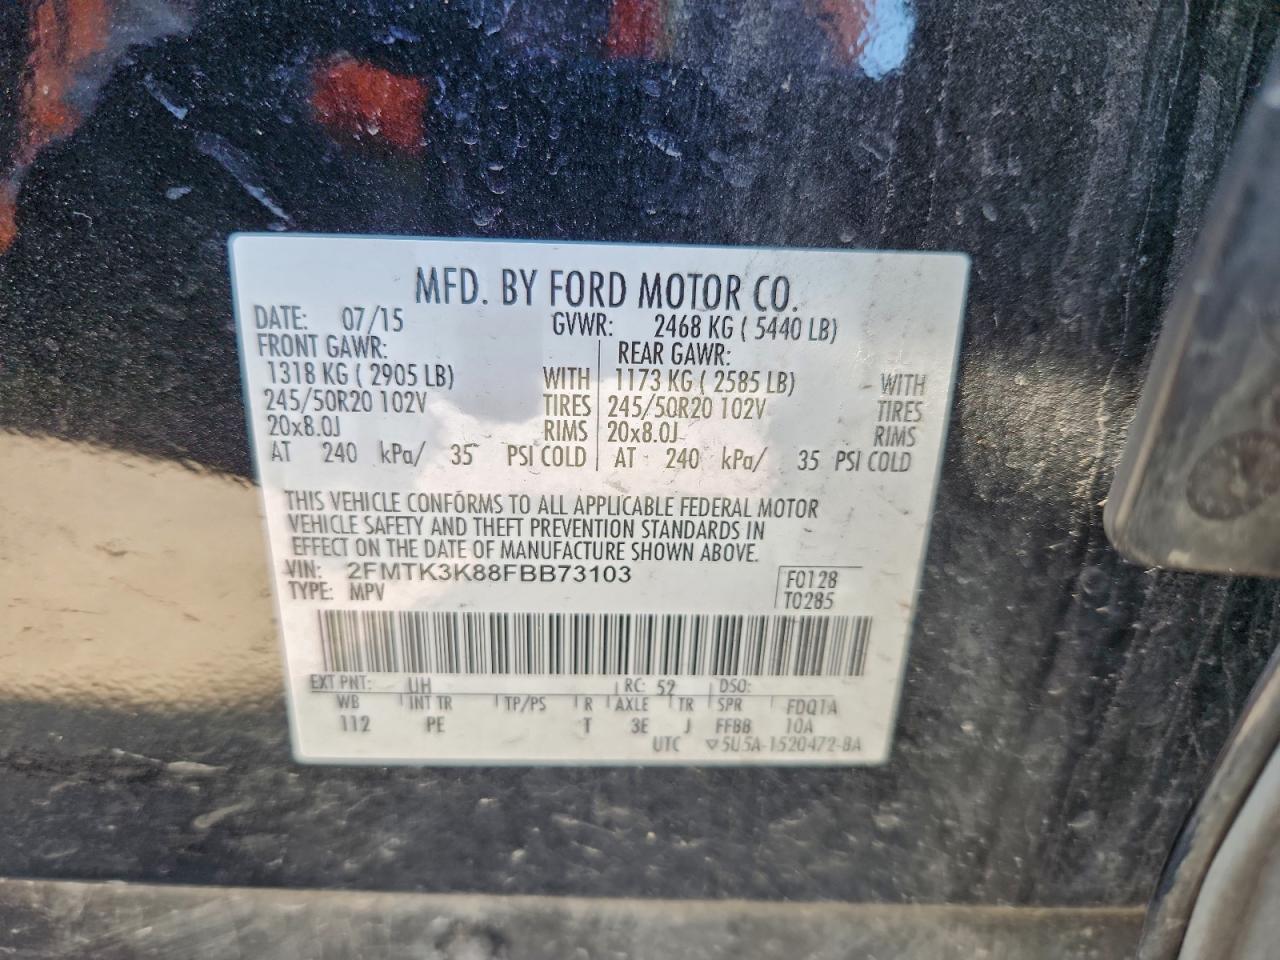 MFD. BY FORD MOTOR CO.
DATE: 07/15 GVWR: 2468 KG ( 5440 LB)
FRONT GAWR: REAR GAWR:
1318 KG ( 2905 LB) WITH 1173 KG ( 2585 LB) WITH
245/50R20 102V TIRES 245/50R20 102V TIRES
20x8.0J RIMS 20x8.0J RIMS
AT 240 kPa/ 35 PSI COLD AT 240 kPa/ 35 PSI COLD
THIS VEHICLE CONFORMS TO ALL APPLICABLE FEDERAL MOTOR
VEHICLE SAFETY AND THEFT PREVENTION STANDARDS IN
EFFECT ON THE DATE OF MANUFACTURE SHOWN ABOVE.
VIN: 2FMTK3K88FBB73103 F0128
TYPE: MPV T0285
EXT PNT: UH RC: 52 DSO:
WB INT TR TP/PS R AXLE TR SPR FDQ1A
112 PE T 3E J FFBB 10A
UTC ▽5U5A-1520472-BA